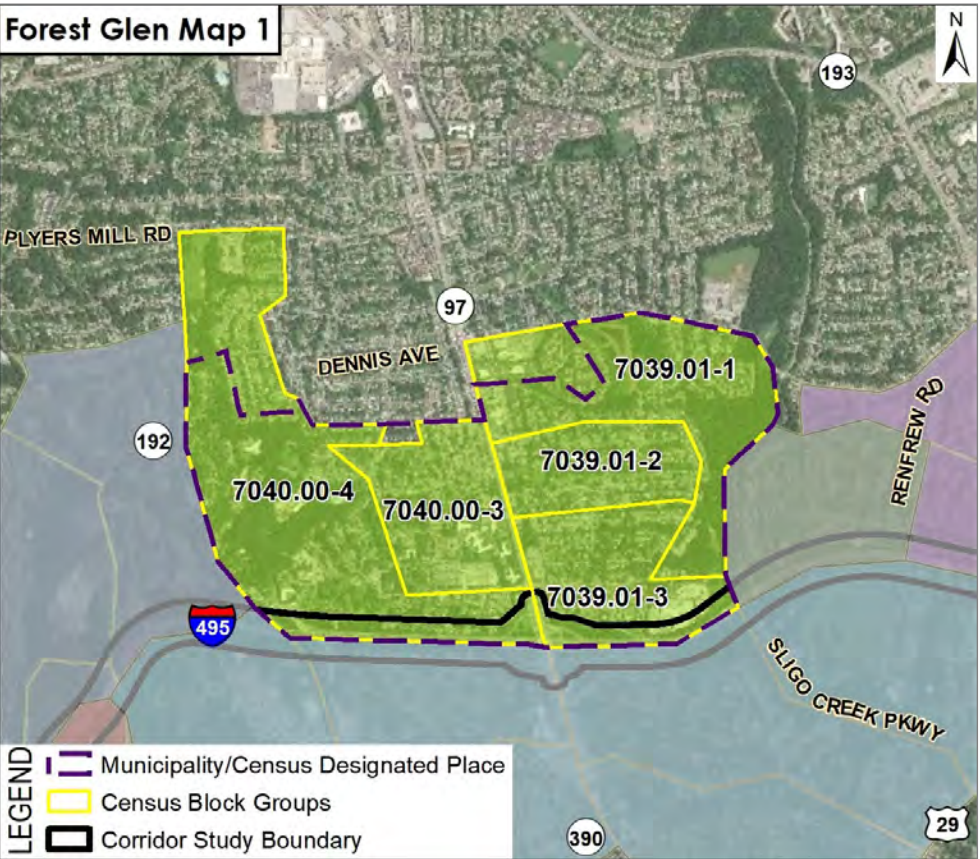 Forest Glen Map 1
N
193
PLYERS MILL RD
97
DENNIS AVE
7039.01-1
192
7039.01-2
RENFREW RD
7040.00-4
7040.00-3
7039.01-3
495
SLIGO CREEK PKWY
LEGEND
Municipality/Census Designated Place
Census Block Groups
Corridor Study Boundary
390
29